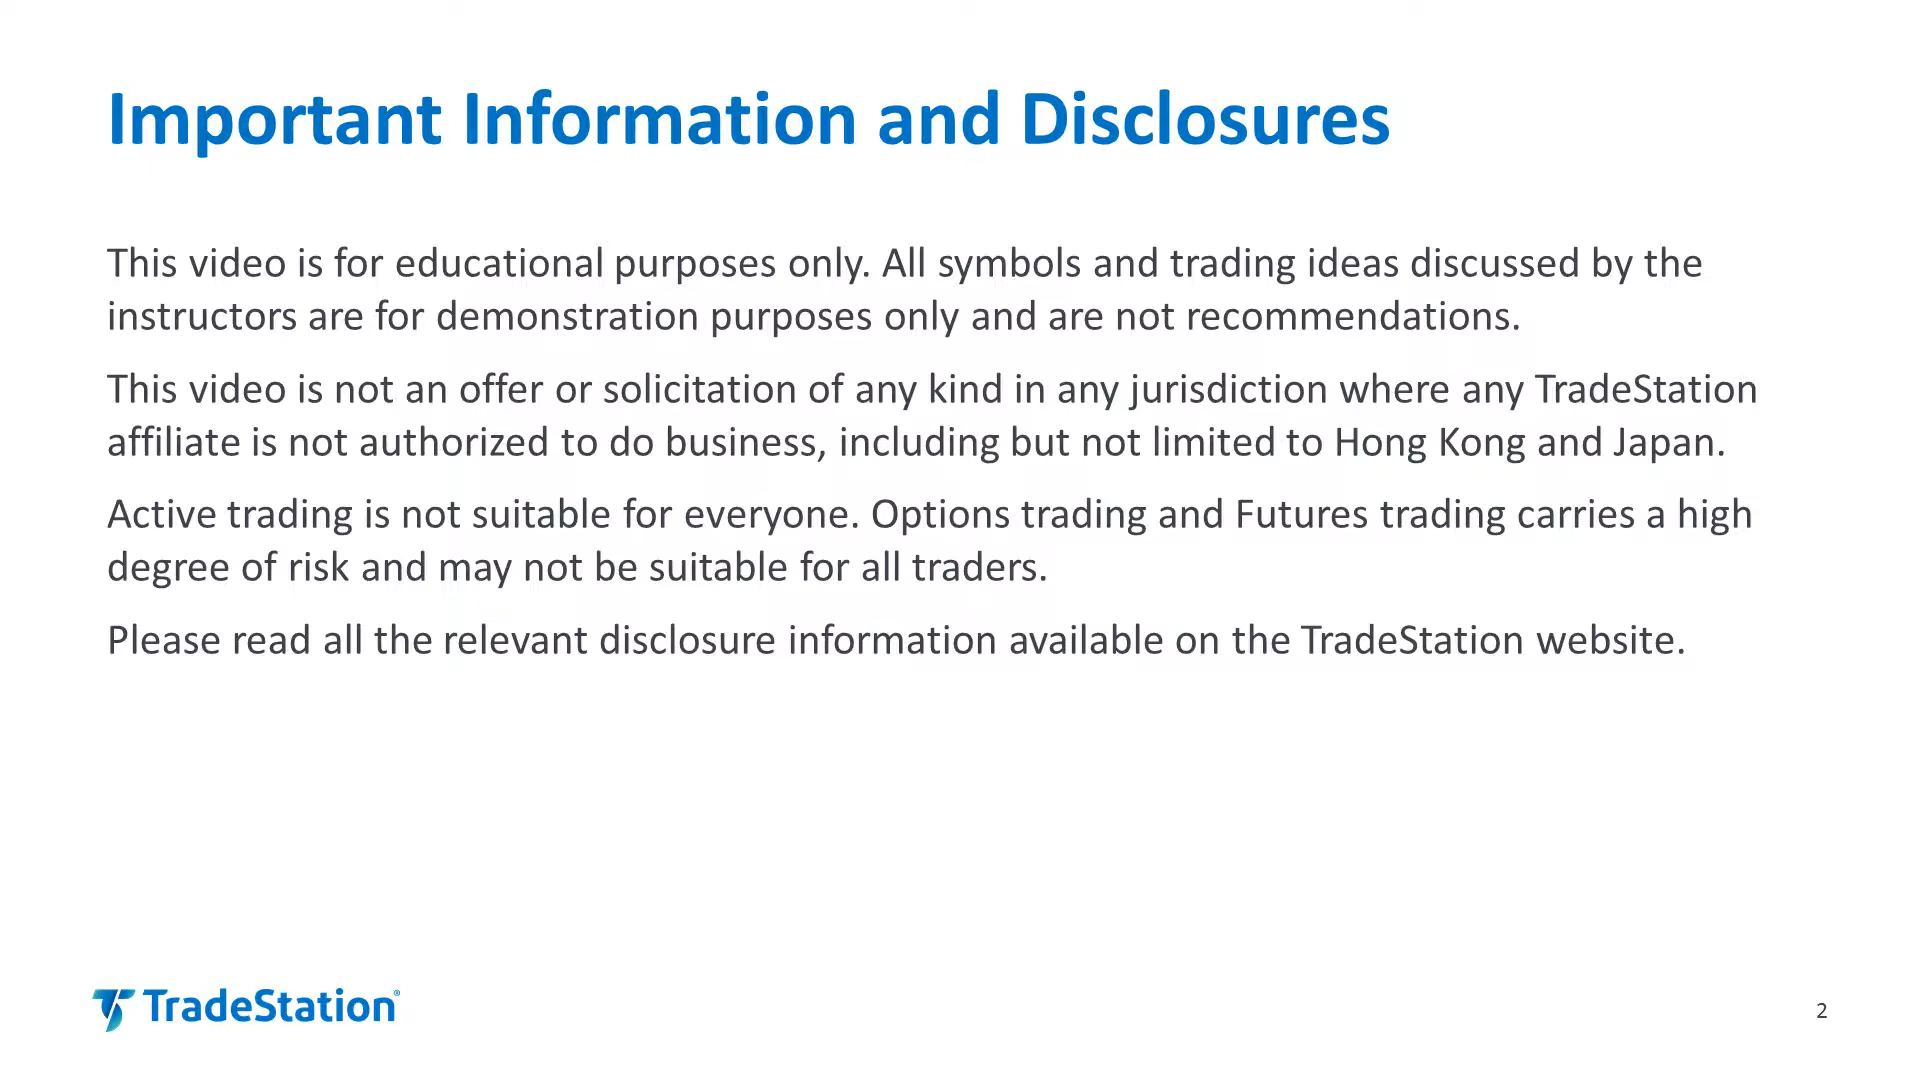 Important Information and Disclosures
This video is for educational purposes only. All symbols and trading ideas discussed by the
instructors are for demonstration purposes only and are not recommendations.
This video is not an offer or solicitation of any kind in any jurisdiction where any TradeStation
affiliate is not authorized to do business, including but not limited to Hong Kong and Japan.
Active trading is not suitable for everyone. Options trading and Futures trading carries a high
degree of risk and may not be suitable for all traders.
Please read all the relevant disclosure information available on the TradeStation website.
TradeStation®
2